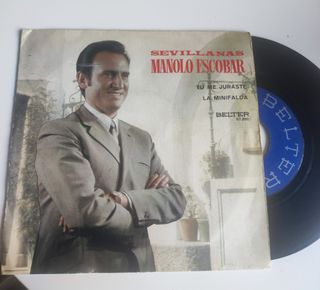 SEVILLANAS
MANOLO ESCOBAR
TU ME JURASTE
LA MINIFALDA
BELTER
BELTER